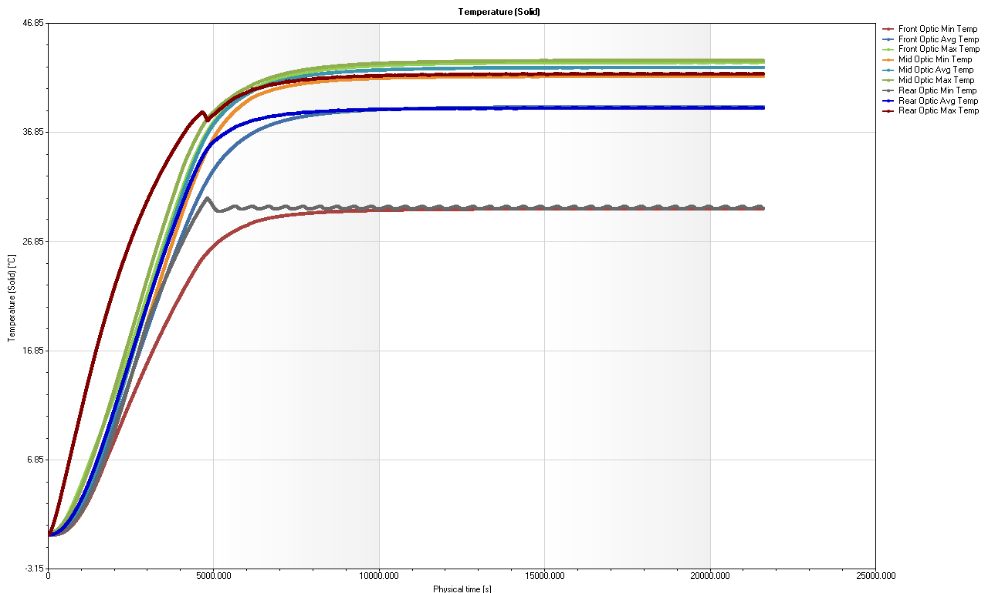 Temperature (Solid)
46.85
36.85
26.85
16.85
6.85
-3.15
Temperature (Solid) [°C]
0
5000.000
10000.000
15000.000
20000.000
25000.000
Physical time [s]
Front Optic Min Temp
Front Optic Avg Temp
Front Optic Max Temp
Mid Optic Min Temp
Mid Optic Avg Temp
Mid Optic Max Temp
Rear Optic Min Temp
Rear Optic Avg Temp
Rear Optic Max Temp